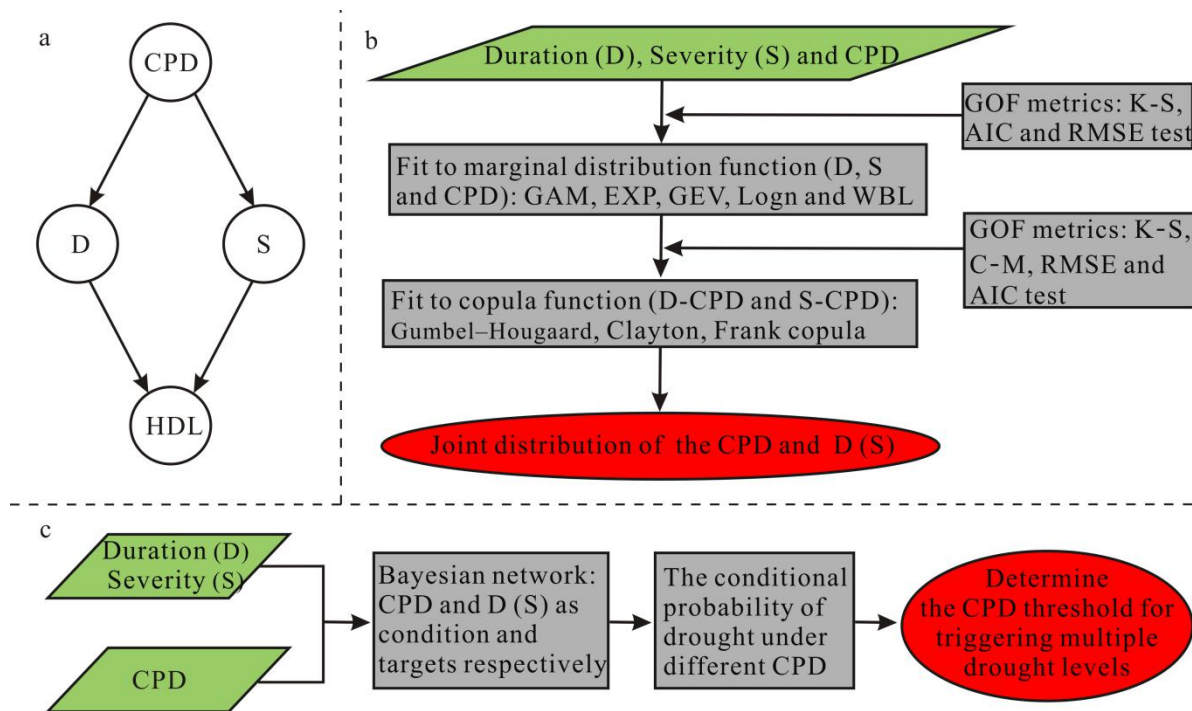 a
CPD
D
S
HDL
b
Duration (D), Severity (S) and CPD
GOF metrics: K-S,
AIC and RMSE test
Fit to marginal distribution function (D, S
and CPD): GAM, EXP, GEV, Logn and WBL
GOF metrics: K-S,
C-M, RMSE and
AIC test
Fit to copula function (D-CPD and S-CPD):
Gumbel–Hougaard, Clayton, Frank copula
Joint distribution of the CPD and D (S)
c
Duration (D)
Severity (S)
CPD
Bayesian network:
CPD and D (S) as
condition and
targets respectively
The conditional
probability of
drought under
different CPD
Determine
the CPD threshold for
triggering multiple
drought levels